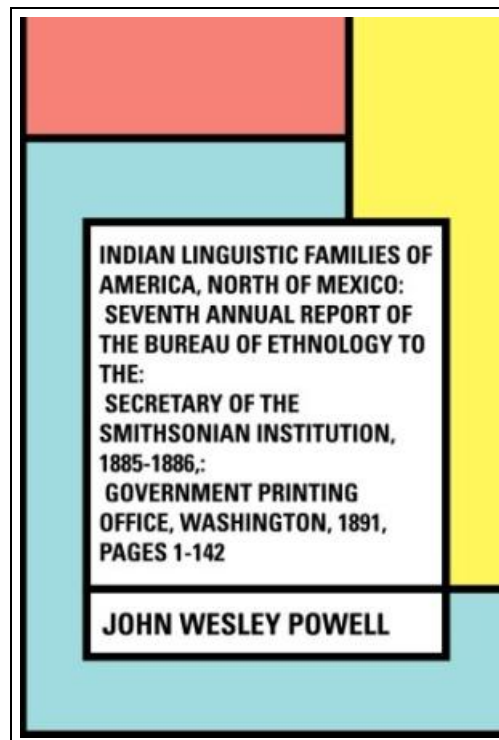 INDIAN LINGUISTIC FAMILIES OF
AMERICA, NORTH OF MEXICO:
SEVENTH ANNUAL REPORT OF
THE BUREAU OF ETHNOLOGY TO
THE:
SECRETARY OF THE
SMITHSONIAN INSTITUTION,
1885-1886,:
GOVERNMENT PRINTING
OFFICE, WASHINGTON, 1891,
PAGES 1-142
JOHN WESLEY POWELL